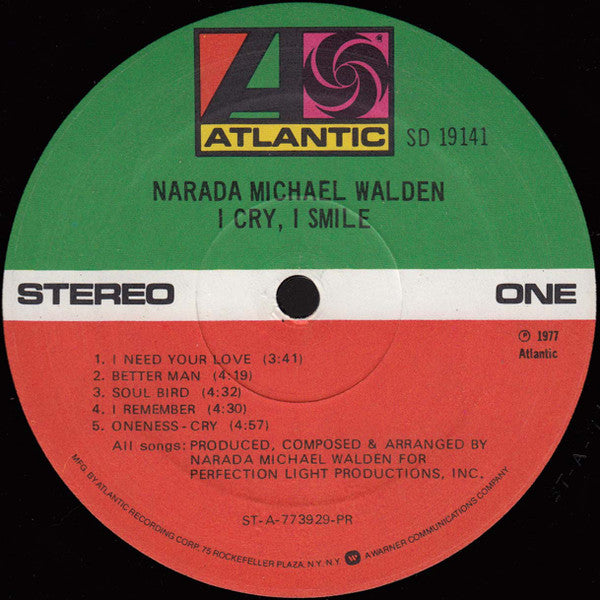 ATLANTIC SD 19141
NARADA MICHAEL WALDEN
I CRY, I SMILE
STEREO ONE
℗ 1977
Atlantic
1. I NEED YOUR LOVE (3:41)
2. BETTER MAN (4:19)
3. SOUL BIRD (4:32)
4. I REMEMBER (4:30)
5. ONENESS-CRY (4:57)
All songs: PRODUCED, COMPOSED & ARRANGED BY
NARADA MICHAEL WALDEN FOR
PERFECTION LIGHT PRODUCTIONS, INC.
ST-A-773929-PR
MFG. BY ATLANTIC RECORDING CORP. 75 ROCKEFELLER PLAZA, N.Y. N.Y. A WARNER COMMUNICATIONS COMPANY
ST-A-